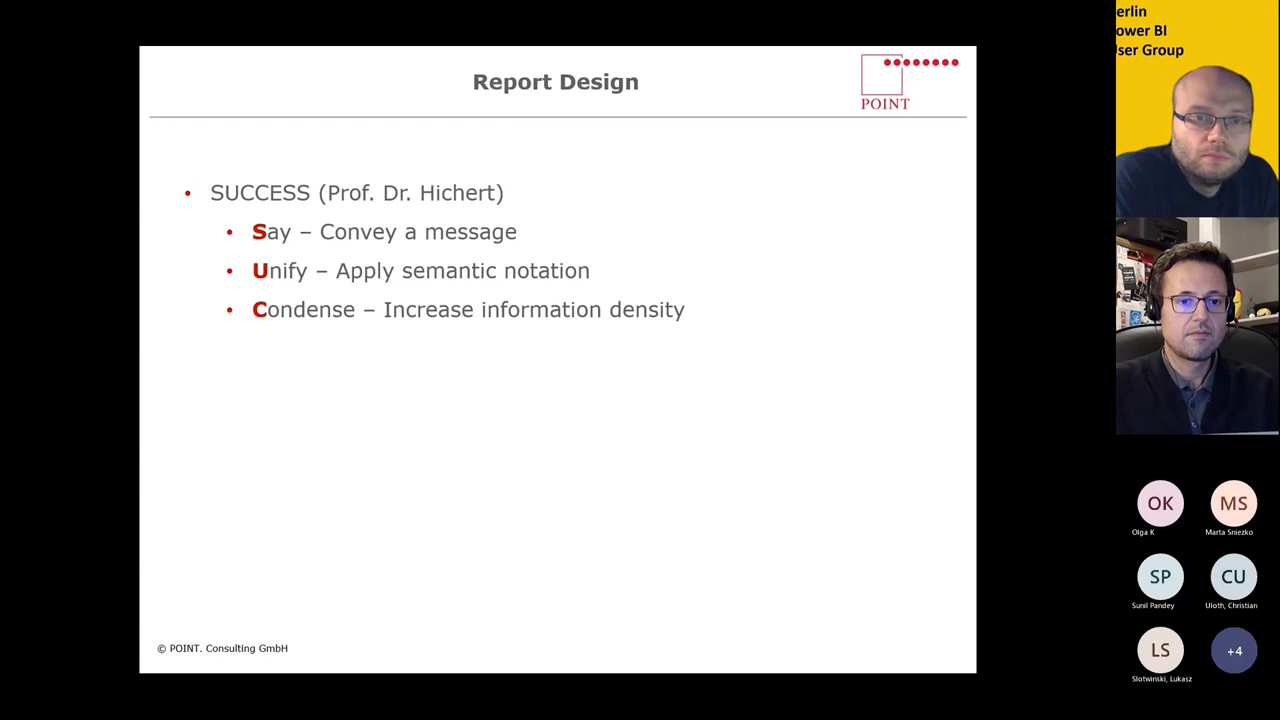 Report Design
POINT
• SUCCESS (Prof. Dr. Hichert)
• Say – Convey a message
• Unify – Apply semantic notation
• Condense – Increase information density
© POINT. Consulting GmbH
erlin
ower BI
User Group
OK
Olga K
MS
Marta Sniezko
SP
Sunil Pandey
CU
Uloth, Christian
LS
Slotwinski, Lukasz
+4